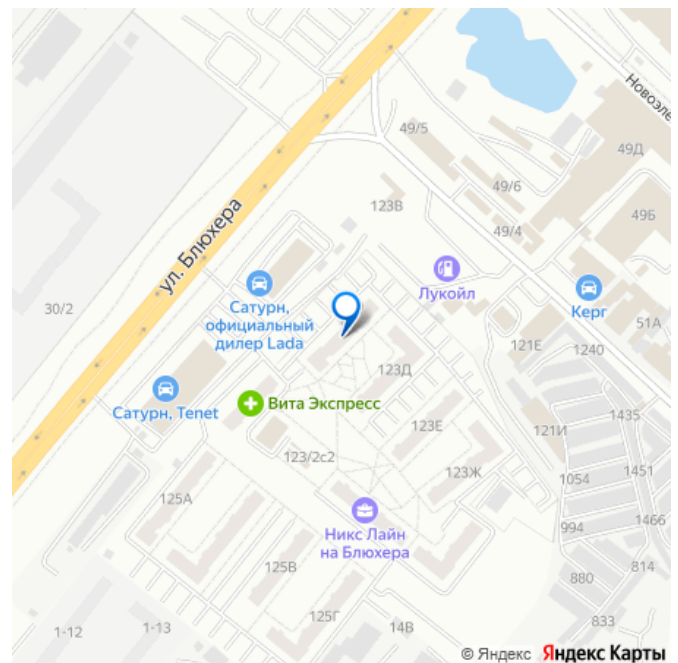 Новоэле
49/5
49Д
49/6
123В
49Б
49/4
ул. Блюхера
Лукойл
30/2
Сатурн,
официальный
дилер Lada
Керг
51А
121Е
1240
123Д
Вита Экспресс
Сатурн, Tenet
1435
123Е
121И
123/2с2
123Ж
1451
1054
125А
1466
Никс Лайн
на Блюхера
994
125В
880
814
125Г
833
1-12
1-13
14В
© Яндекс Яндекс Карты